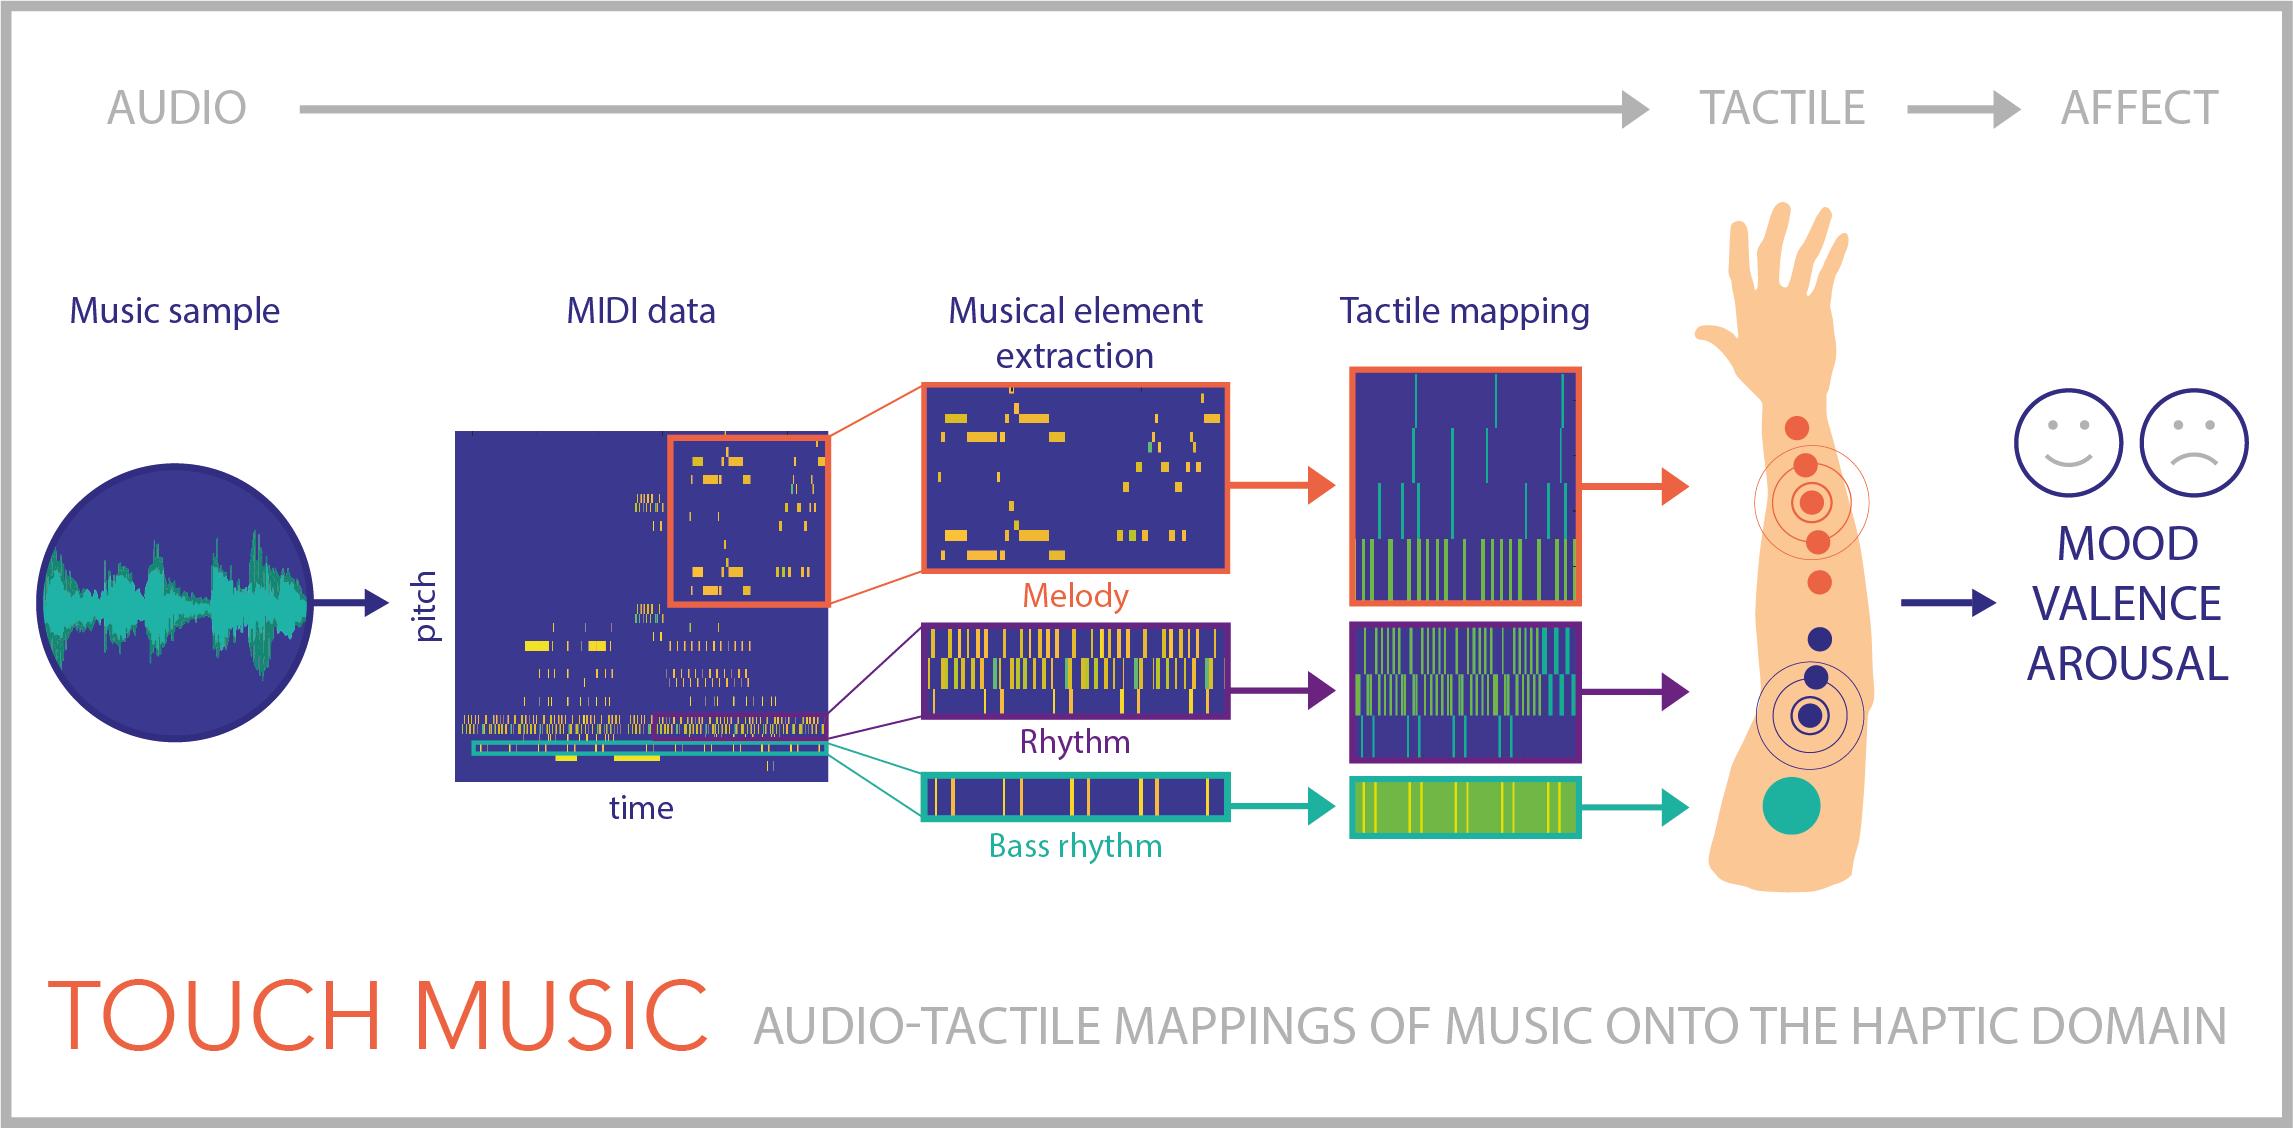 AUDIO
TACTILE
AFFECT
Music sample
MIDI data
Musical element
extraction
Tactile mapping
pitch
time
Melody
Rhythm
Bass rhythm
MOOD
VALENCE
AROUSAL
TOUCH MUSIC
AUDIO-TACTILE MAPPINGS OF MUSIC ONTO THE HAPTIC DOMAIN